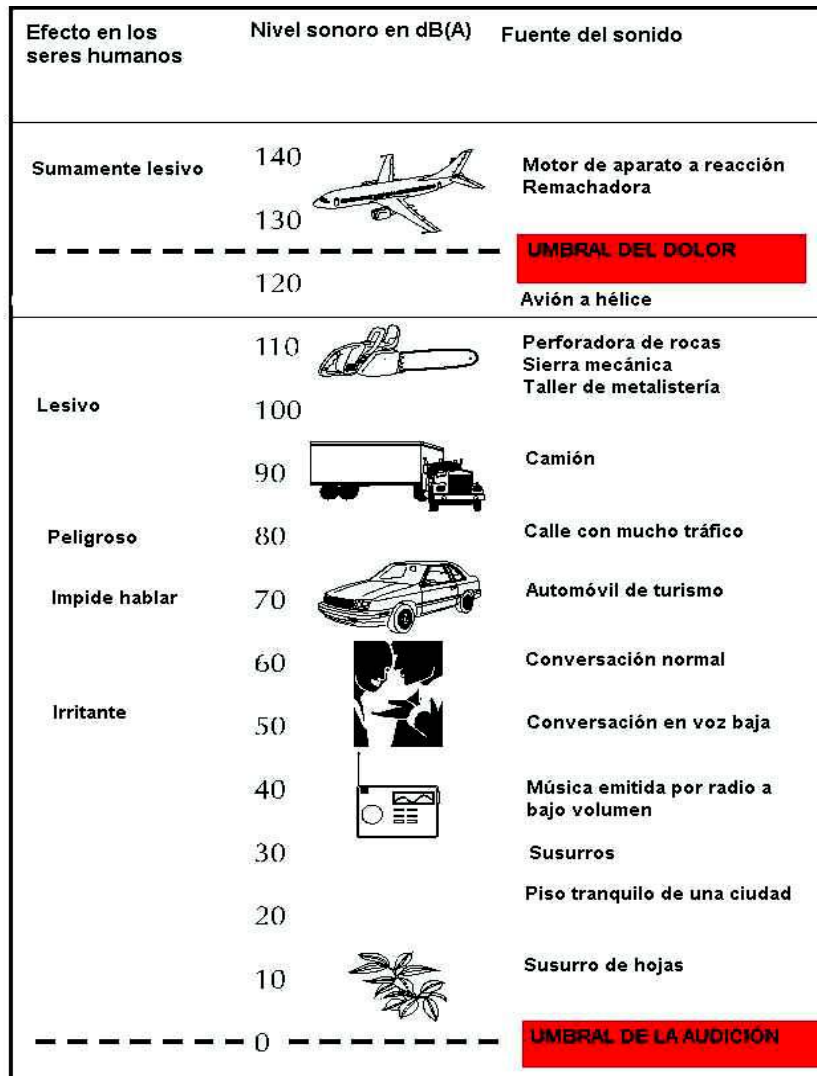 Efecto en los
seres humanos
Nivel sonoro en dB(A)
Fuente del sonido
Sumamente lesivo
140
Motor de aparato a reacción
Remachadora
130
UMBRAL DEL DOLOR
120
Avión a hélice
110
Perforadora de rocas
Sierra mecánica
Taller de metalistería
Lesivo
100
90
Camión
Peligroso
80
Calle con mucho tráfico
Impide hablar
70
Automóvil de turismo
60
Conversación normal
Irritante
50
Conversación en voz baja
40
Música emitida por radio a
bajo volumen
30
Susurros
Piso tranquilo de una ciudad
20
10
Susurro de hojas
0
UMBRAL DE LA AUDICIÓN